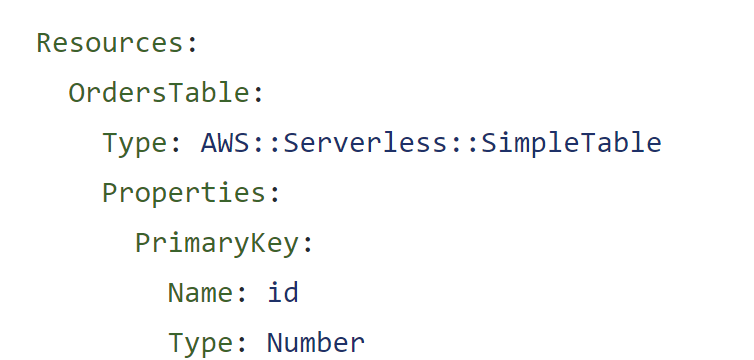 Resources:
  OrdersTable:
    Type: AWS::Serverless::SimpleTable
    Properties:
      PrimaryKey:
        Name: id
        Type: Number